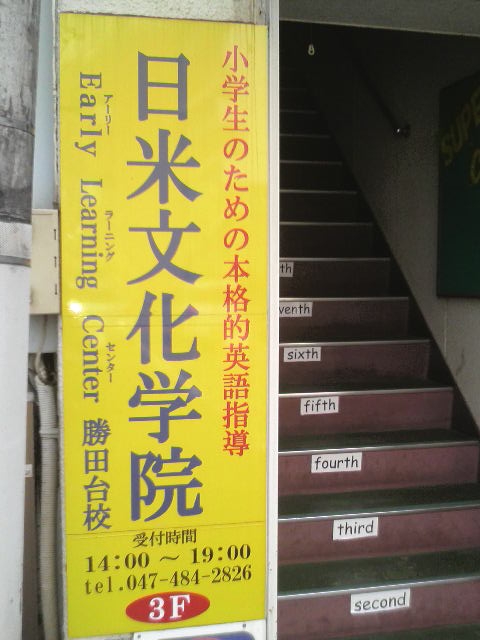 小学生のための本格的英語指導
日米文化学院
アーリー ラーニング センター
Early Learning Center 勝田台校
受付時間
14:00 ～ 19:00
tel.047-484-2826
3F
th
venth
sixth
fifth
fourth
third
second
8